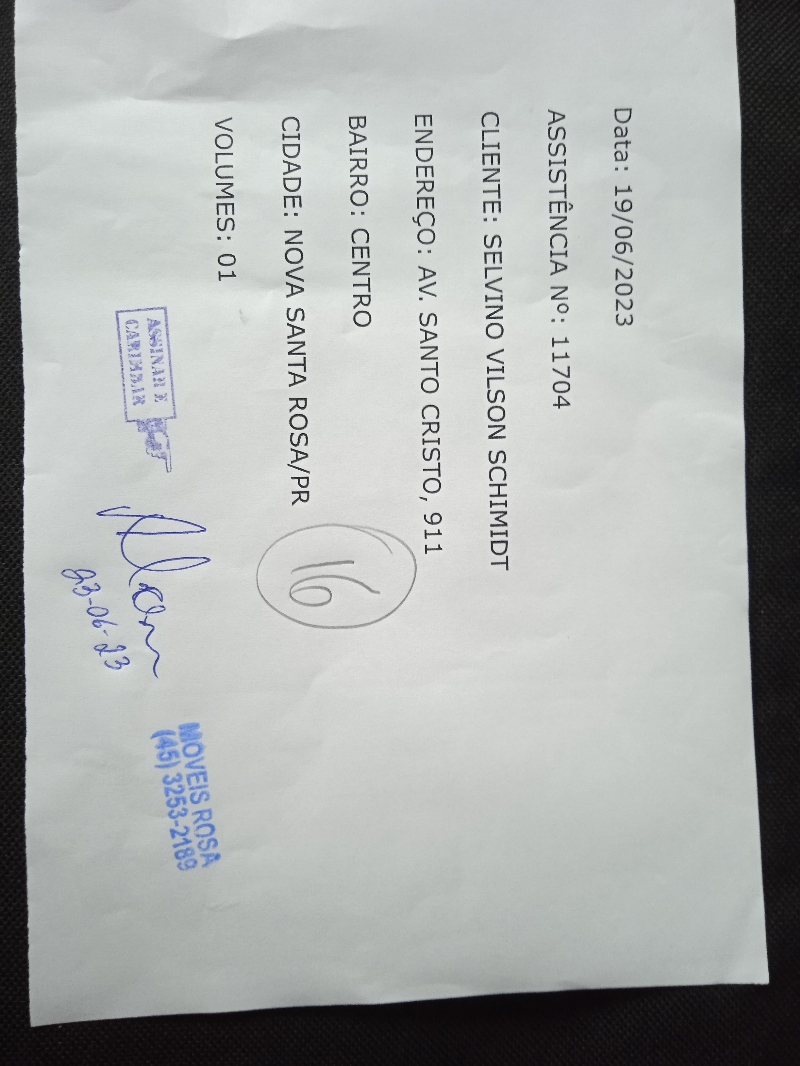 Data: 19/06/2023
ASSISTÊNCIA Nº: 11704
CLIENTE: SELVINO VILSON SCHIMIDT
ENDEREÇO: AV. SANTO CRISTO, 911
BAIRRO: CENTRO
CIDADE: NOVA SANTA ROSA/PR
16
VOLUMES: 01
ASSINAR E
CARIMBAR
23-06-23
MOVEIS ROSA
(45) 3253-2189